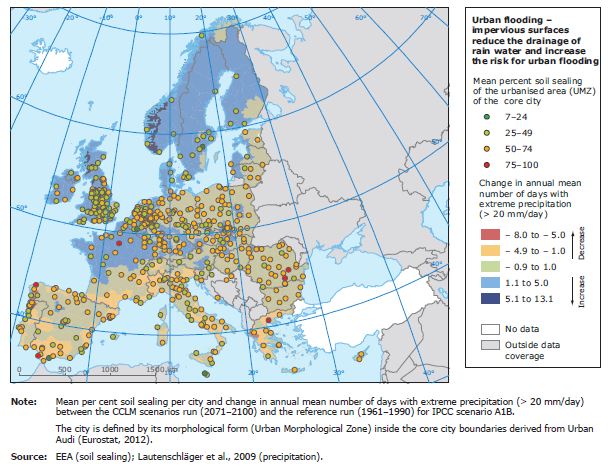 -30°
-20°
-10°
0°
10°
20°
30°
40°
50°
60°
60°
50°
50°
40°
40°
0°
10°
20°
30°
0 500 1000 1500 km
Urban flooding –
impervious surfaces
reduce the drainage of
rain water and increase
the risk for urban flooding
Mean percent soil sealing
of the urbanised area (UMZ)
of the core city
7–24
25–49
50–74
75–100
Change in annual mean
number of days with
extreme precipitation
(> 20 mm/day)
– 8.0 to – 5.0
– 4.9 to – 1.0
– 0.9 to 1.0
1.1 to 5.0
5.1 to 13.1
Decrease
Increase
No data
Outside data
coverage
Note: Mean per cent soil sealing per city and change in annual mean number of days with extreme precipitation (> 20 mm/day)
between the CCLM scenarios run (2071–2100) and the reference run (1961–1990) for IPCC scenario A1B.
The city is defined by its morphological form (Urban Morphological Zone) inside the core city boundaries derived from Urban
Audi (Eurostat, 2012).
Source: EEA (soil sealing); Lautenschläger et al., 2009 (precipitation).